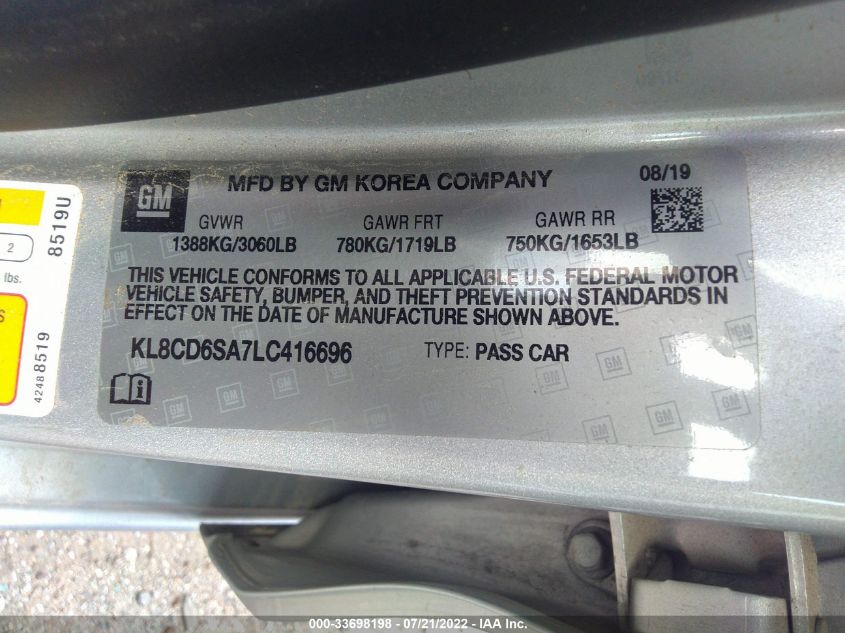 GM
MFD BY GM KOREA COMPANY
08/19
GVWR GAWR FRT GAWR RR
1388KG/3060LB 780KG/1719LB 750KG/1653LB
THIS VEHICLE CONFORMS TO ALL APPLICABLE U.S. FEDERAL MOTOR
VEHICLE SAFETY, BUMPER, AND THEFT PREVENTION STANDARDS IN
EFFECT ON THE DATE OF MANUFACTURE SHOWN ABOVE.
KL8CD6SA7LC416696 TYPE: PASS CAR
8519U
2
lbs.
42488519
000-33698198 - 07/21/2022 - IAA Inc.